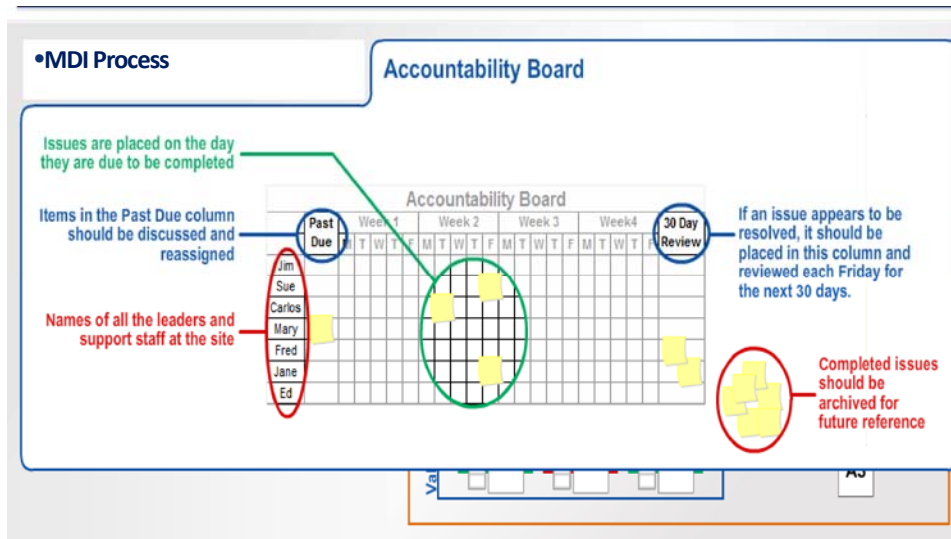 •MDI Process
Accountability Board
Issues are placed on the day
they are due to be completed
Items in the Past Due column
should be discussed and
reassigned
Names of all the leaders and
support staff at the site
Accountability Board
Past
Due
Week 1
Week 2
Week 3
Week4
30 Day
Review
M T W T F M T W T F M T W T F M T W T F
Jim
Sue
Carlos
Mary
Fred
Jane
Ed
If an issue appears to be
resolved, it should be
placed in this column and
reviewed each Friday for
the next 30 days.
Completed issues
should be
archived for
future reference
Val
A3